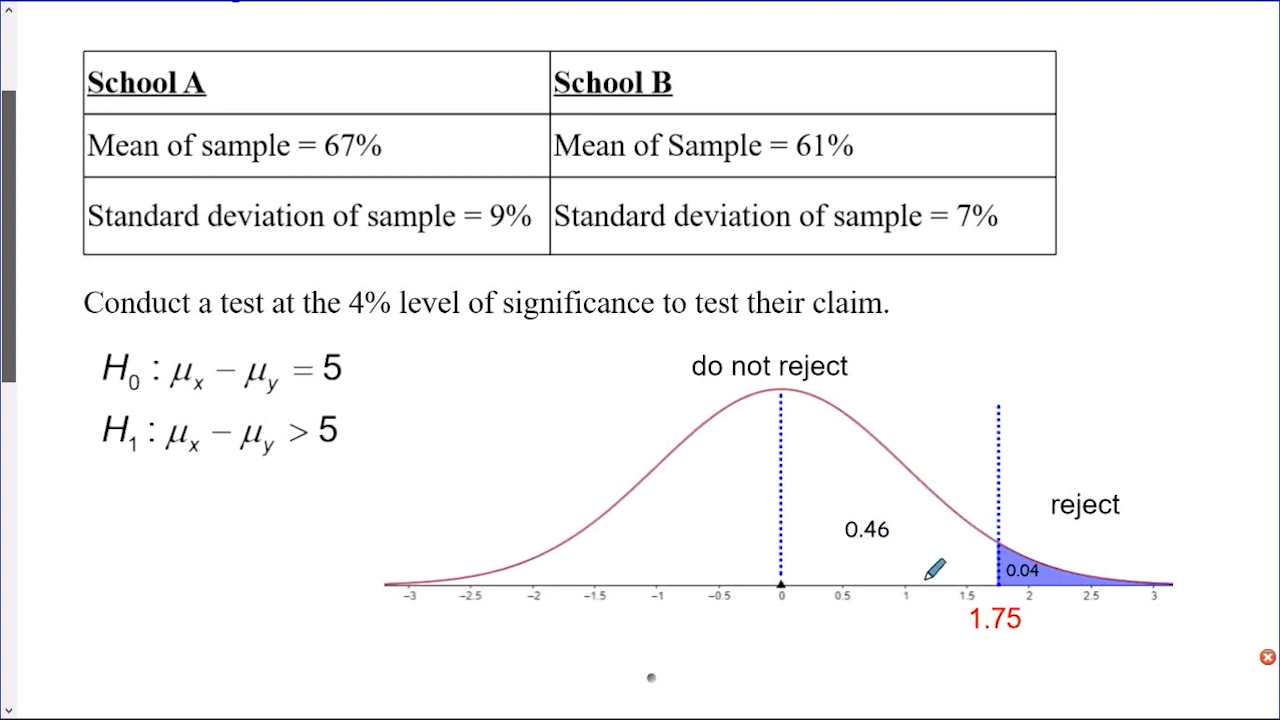 School A School B
Mean of sample = 67% Mean of Sample = 61%
Standard deviation of sample = 9% Standard deviation of sample = 7%
Conduct a test at the 4% level of significance to test their claim.
H₀ : μₓ − μᵧ = 5
H₁ : μₓ − μᵧ > 5
do not reject
reject
0.46
0.04
−3 −2.5 −2 −1.5 −1 −0.5 0 0.5 1 1.5 2 2.5 3
1.75